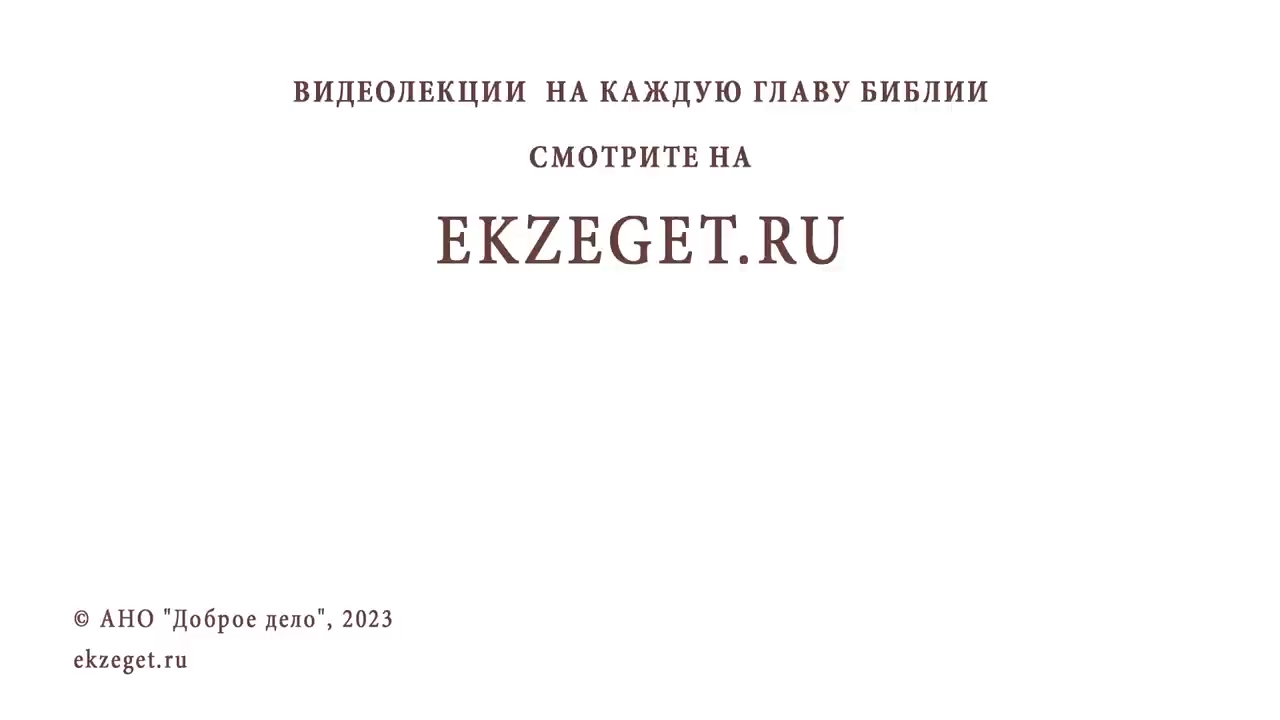 ВИДЕОЛЕКЦИИ НА КАЖДУЮ ГЛАВУ БИБЛИИ
СМОТРИТЕ НА
EKZEGET.RU
© АНО "Доброе дело", 2023
ekzeget.ru